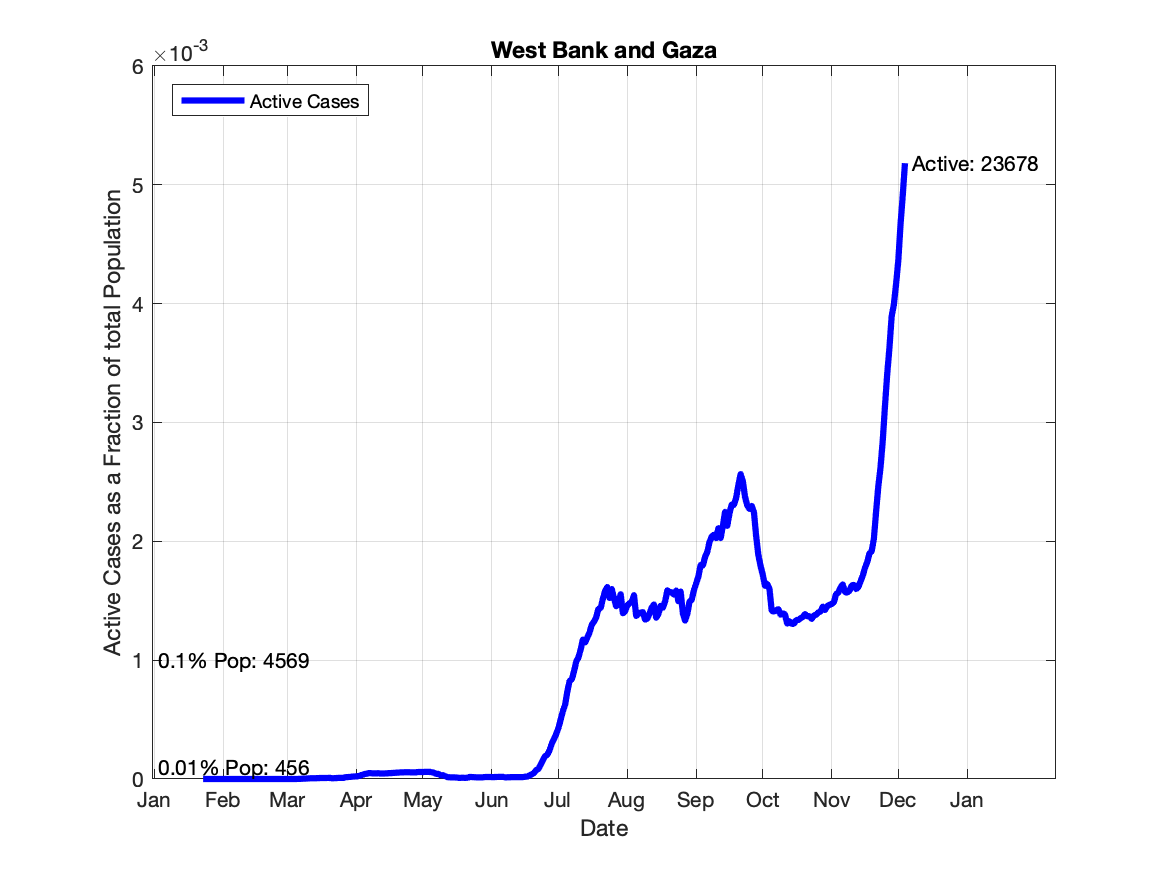 West Bank and Gaza
×10-3
6
5
4
3
2
1
0
Active Cases as a Fraction of total Population
Active Cases
Active: 23678
0.1% Pop: 4569
0.01% Pop: 456
Jan Feb Mar Apr May Jun Jul Aug Sep Oct Nov Dec Jan
Date